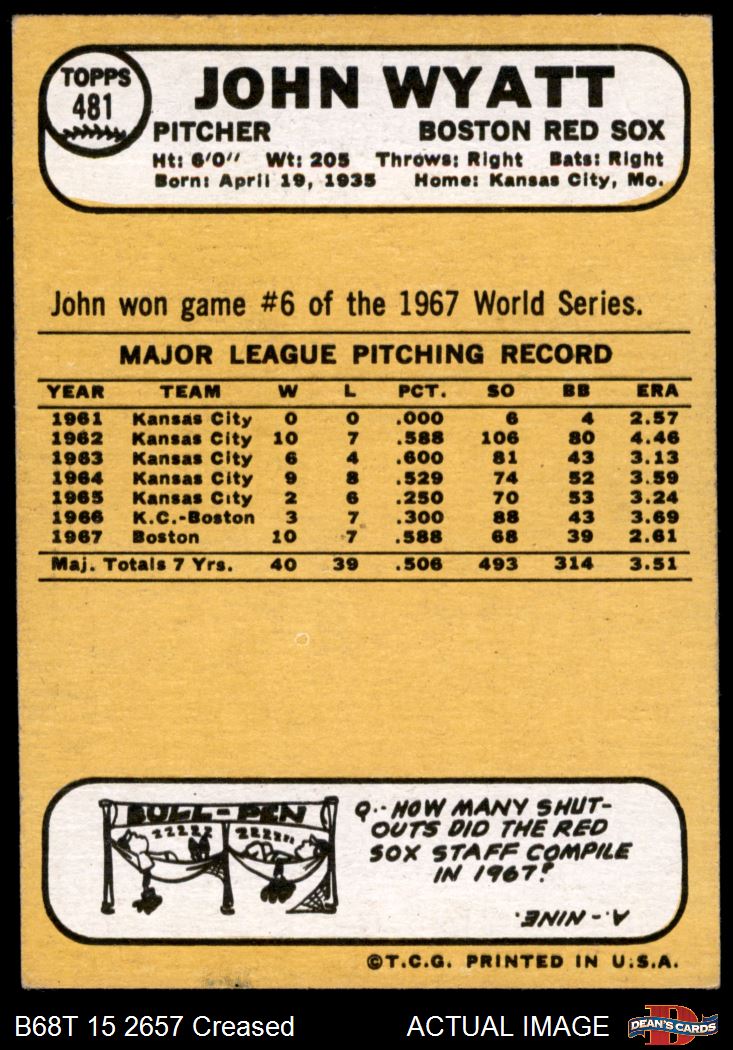 TOPPS
481
JOHN WYATT
PITCHER BOSTON RED SOX
Ht: 6'0" Wt: 205 Throws: Right Bats: Right
Born: April 19, 1935 Home: Kansas City, Mo.
John won game #6 of the 1967 World Series.
MAJOR LEAGUE PITCHING RECORD
YEAR TEAM W L PCT. SO BB ERA
1961 Kansas City 0 0 .000 6 4 2.57
1962 Kansas City 10 7 .588 106 80 4.46
1963 Kansas City 6 4 .600 81 43 3.13
1964 Kansas City 9 8 .529 74 52 3.59
1965 Kansas City 2 6 .250 70 53 3.24
1966 K.C.-Boston 3 7 .300 88 43 3.69
1967 Boston 10 7 .588 68 39 2.61
Maj. Totals 7 Yrs. 40 39 .506 493 314 3.51
BULL-PEN
ZZZZZ ZZZZZ
Q.- HOW MANY SHUT-
OUTS DID THE RED
SOX STAFF COMPILE
IN 1967?
A.- NINE.
©T.C.G. PRINTED IN U.S.A.
B68T 15 2657 Creased ACTUAL IMAGE
D
DEAN'S CARDS